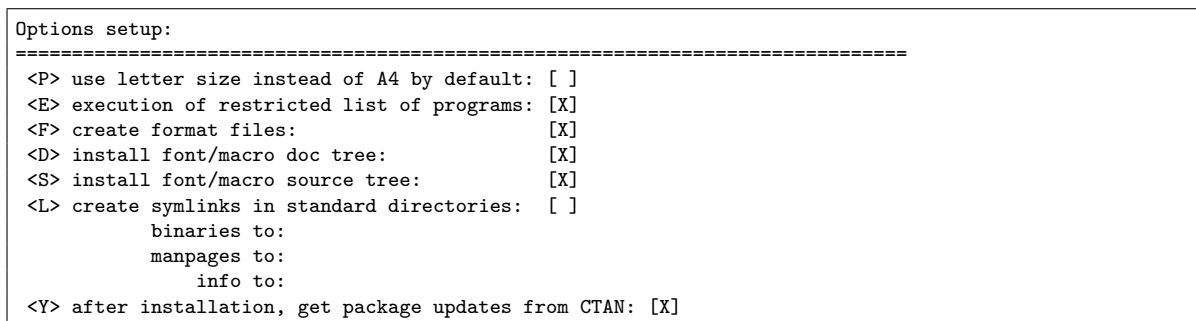 Options setup:
===============================================================================
 <P> use letter size instead of A4 by default: [ ]
 <E> execution of restricted list of programs: [X]
 <F> create format files:                      [X]
 <D> install font/macro doc tree:              [X]
 <S> install font/macro source tree:           [X]
 <L> create symlinks in standard directories:  [ ]
            binaries to:
            manpages to:
                info to:
 <Y> after installation, get package updates from CTAN: [X]